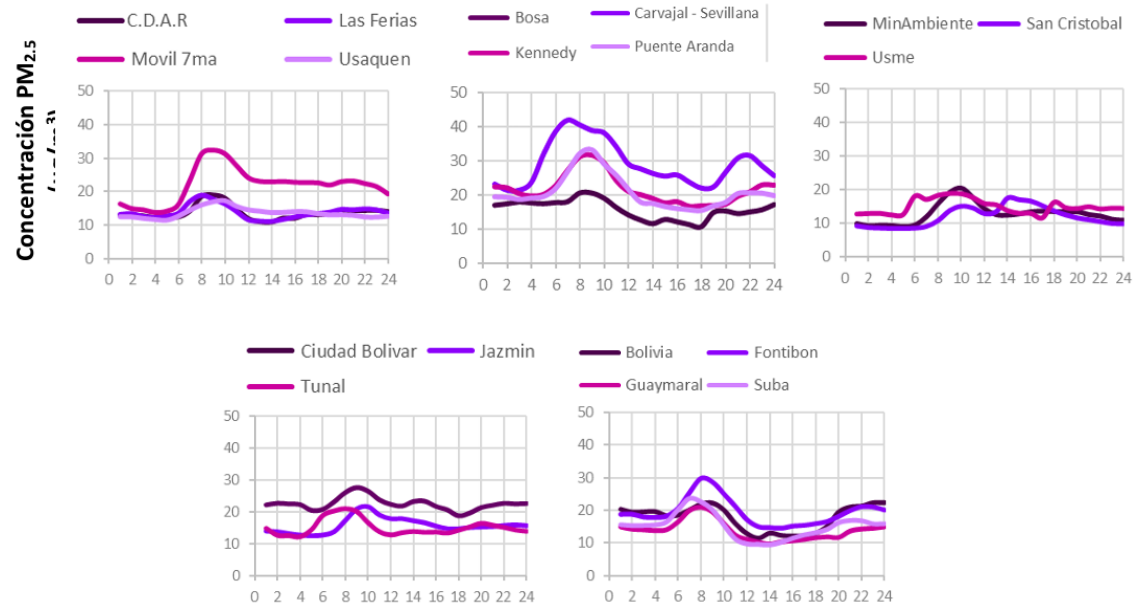 C.D.A.R Las Ferias
Movil 7ma Usaquen
Bosa Carvajal - Sevillana
Kennedy Puente Aranda
MinAmbiente San Cristobal
Usme
Concentración PM2.5
50
40
30
20
10
0
0 2 4 6 8 10 12 14 16 18 20 22 24
50
40
30
20
10
0
0 2 4 6 8 10 12 14 16 18 20 22 24
50
40
30
20
10
0
0 2 4 6 8 10 12 14 16 18 20 22 24
Ciudad Bolivar Jazmin
Tunal
Bolivia Fontibon
Guaymaral Suba
50
40
30
20
10
0
0 2 4 6 8 10 12 14 16 18 20 22 24
50
40
30
20
10
0
0 2 4 6 8 10 12 14 16 18 20 22 24